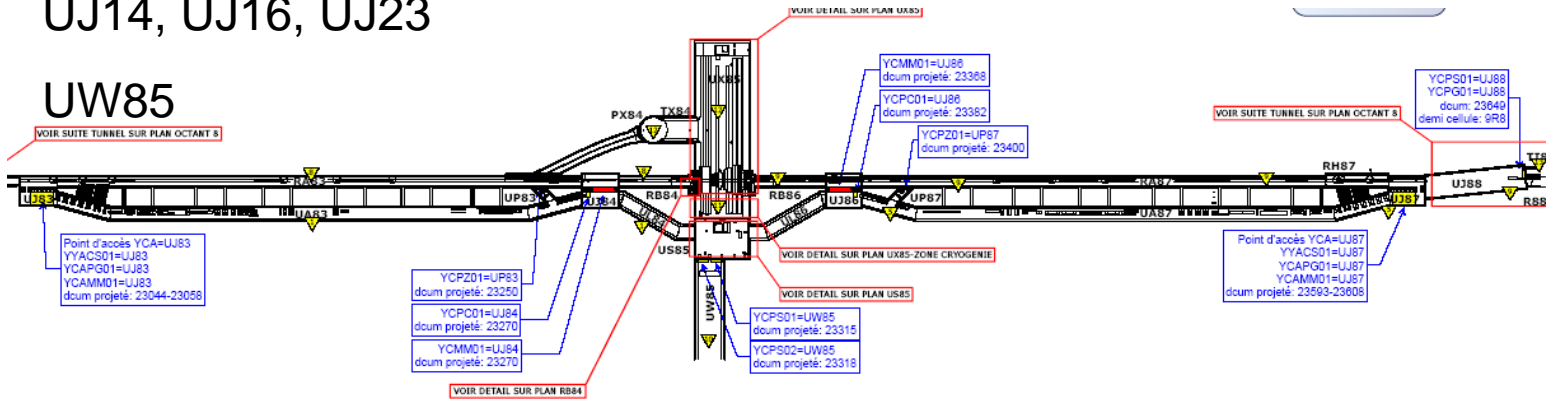 UJ14, UJ16, UJ23
UW85
VOIR DETAIL SUR PLAN UX85
VOIR SUITE TUNNEL SUR PLAN OCTANT 8
PX84
TX84
UX85
YCMM01=UJ86
dcum projeté: 23368
YCPC01=UJ86
dcum projeté: 23382
YCPZ01=UP87
dcum projeté: 23400
VOIR SUITE TUNNEL SUR PLAN OCTANT 8
YCPS01=UJ88
YCPG01=UJ88
dcum: 23649
demi cellule: 9R8
UJ83
RA83
UA83
UP83
UJ84
RB84
UL84
US85
RB86
UL86
UJ86
UP87
RA87
UA87
RH87
UJ87
UJ88
R88
Point d'accès YCA=UJ83
YYACS01=UJ83
YCAPG01=UJ83
YCAMM01=UJ83
dcum projeté: 23044-23058
YCPZ01=UP83
dcum projeté: 23250
YCPC01=UJ84
dcum projeté: 23270
YCMM01=UJ84
dcum projeté: 23270
VOIR DETAIL SUR PLAN RB84
UW85
VOIR DETAIL SUR PLAN UX85-ZONE CRYOGENIE
VOIR DETAIL SUR PLAN US85
YCPS01=UW85
dcum projeté: 23315
YCPS02=UW85
dcum projeté: 23318
Point d'accès YCA=UJ87
YYACS01=UJ87
YCAPG01=UJ87
YCAMM01=UJ87
dcum projeté: 23593-23608